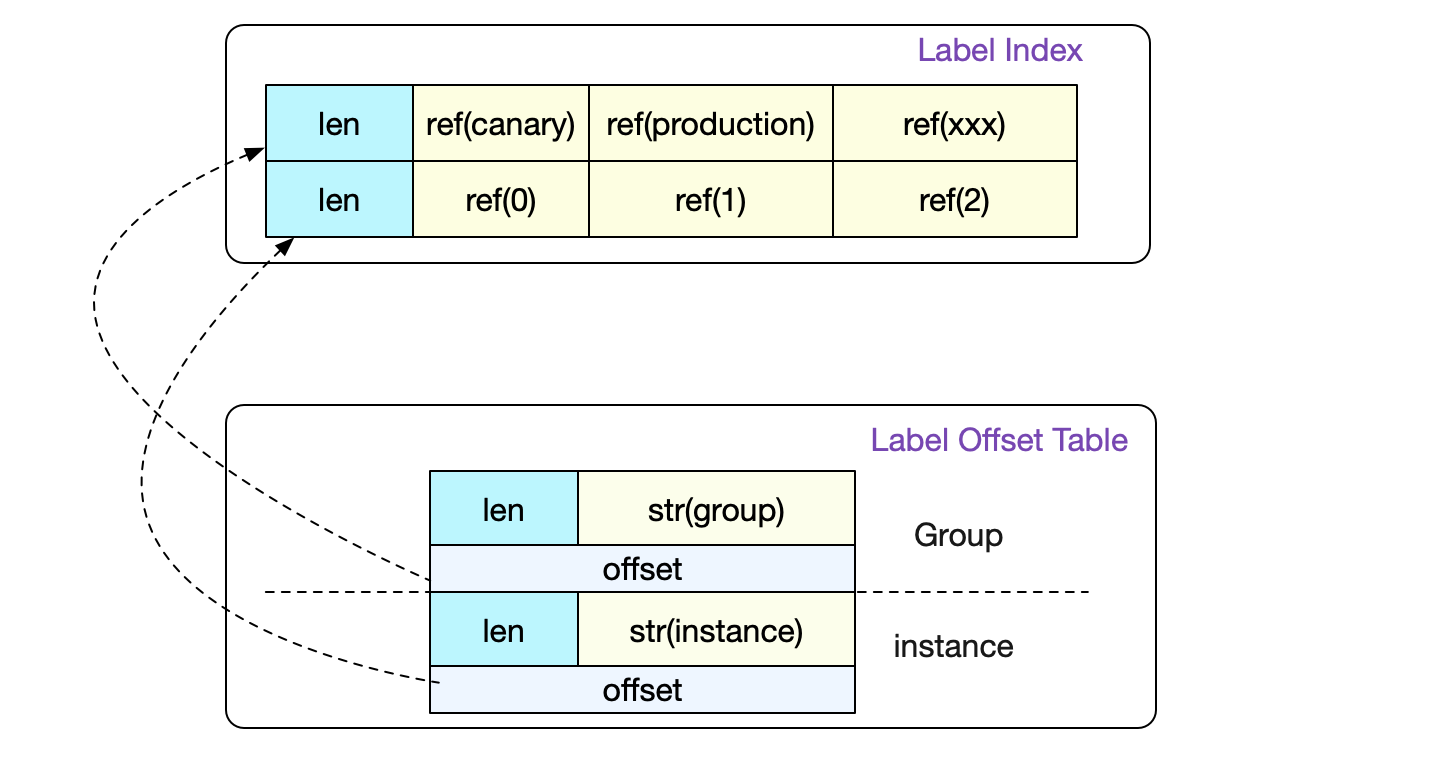 Label Index
len ref(canary) ref(production) ref(xxx)
len ref(0) ref(1) ref(2)
Label Offset Table
len str(group)
Group
offset
len str(instance)
instance
offset